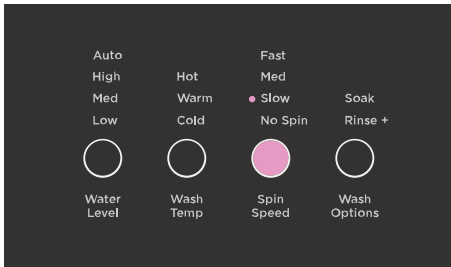 Auto
High
Med
Low
Water
Level
Hot
Warm
Cold
Wash
Temp
Fast
Med
Slow
No Spin
Spin
Speed
Soak
Rinse +
Wash
Options